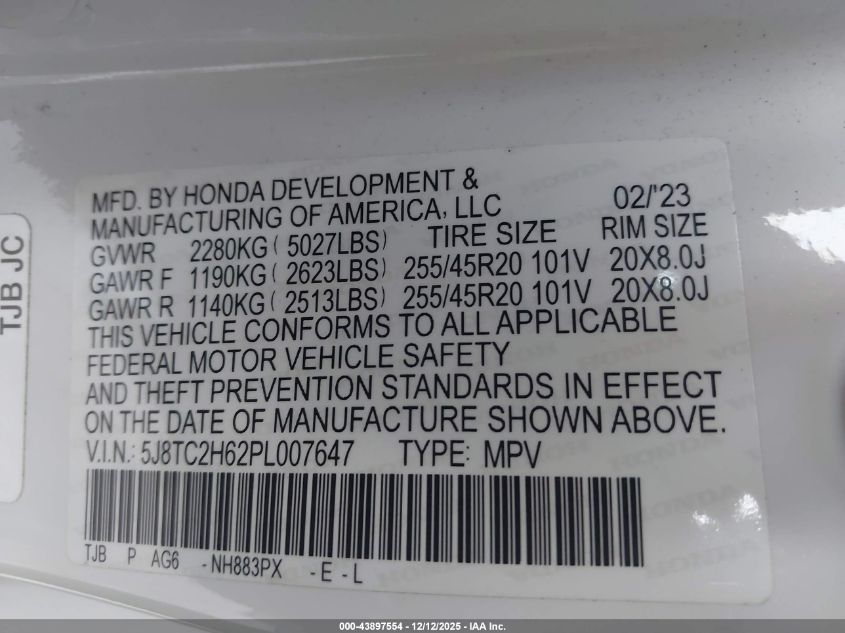 MFD. BY HONDA DEVELOPMENT &
MANUFACTURING OF AMERICA, LLC 02/'23
GVWR 2280KG ( 5027LBS) TIRE SIZE RIM SIZE
GAWR F 1190KG ( 2623LBS) 255/45R20 101V 20X8.0J
GAWR R 1140KG ( 2513LBS) 255/45R20 101V 20X8.0J
THIS VEHICLE CONFORMS TO ALL APPLICABLE
FEDERAL MOTOR VEHICLE SAFETY
AND THEFT PREVENTION STANDARDS IN EFFECT
ON THE DATE OF MANUFACTURE SHOWN ABOVE.
V.I.N.: 5J8TC2H62PL007647 TYPE: MPV
TJB P AG6 -NH883PX -E -L
TJB JC
000-43897554 - 12/12/2025 - IAA Inc.